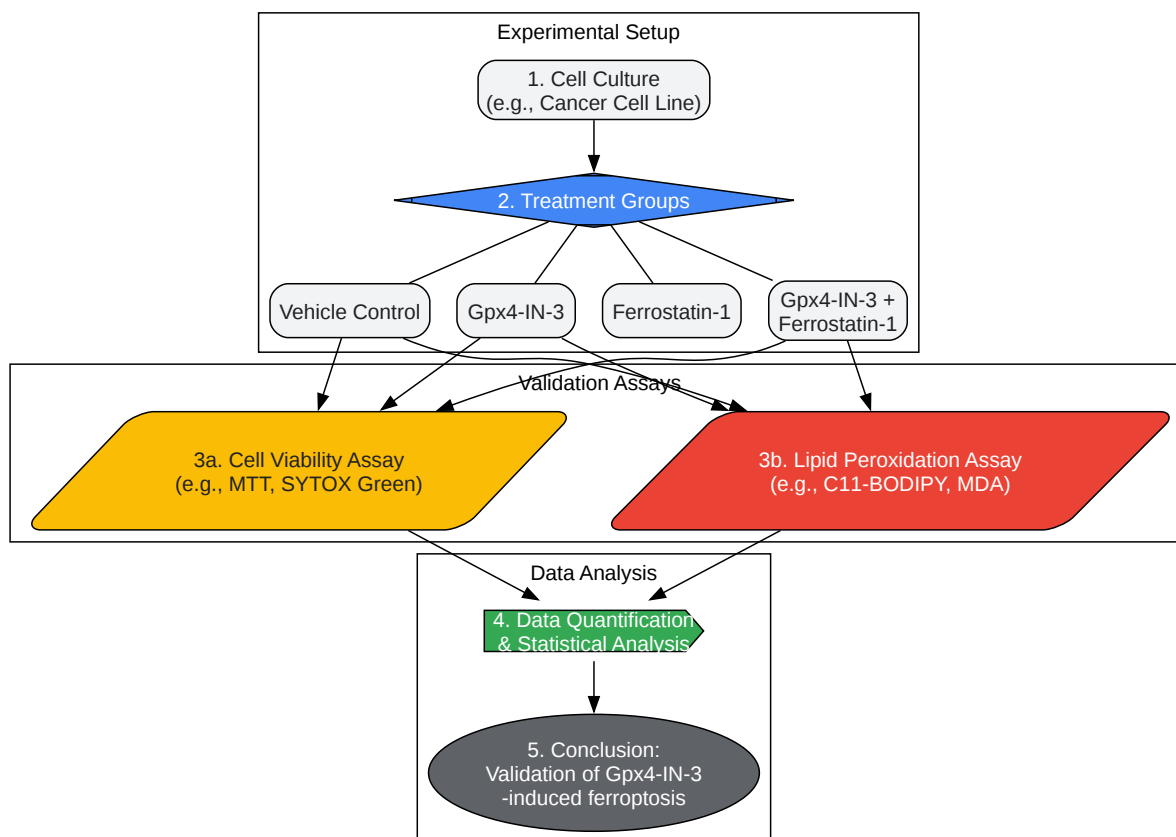 Experimental Setup
1. Cell Culture
(e.g., Cancer Cell Line)
2. Treatment Groups
Vehicle Control
Gpx4-IN-3
Ferrostatin-1
Gpx4-IN-3 +
Ferrostatin-1
Validation Assays
3a. Cell Viability Assay
(e.g., MTT, SYTOX Green)
3b. Lipid Peroxidation Assay
(e.g., C11-BODIPY, MDA)
Data Analysis
4. Data Quantification
& Statistical Analysis
5. Conclusion:
Validation of Gpx4-IN-3
-induced ferroptosis